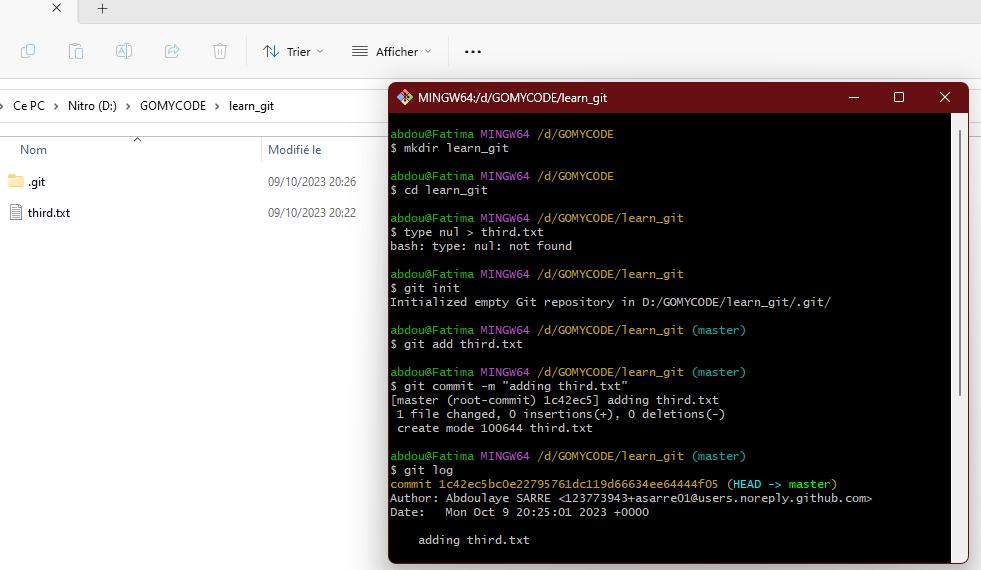 Trier
Afficher
Ce PC > Nitro (D:) > GOMYCODE > learn_git
Nom
Modifié le
.git
09/10/2023 20:26
third.txt
09/10/2023 20:22
MINGW64:/d/GOMYCODE/learn_git
abdou@Fatima MINGW64 /d/GOMYCODE
$ mkdir learn_git
abdou@Fatima MINGW64 /d/GOMYCODE
$ cd learn_git
abdou@Fatima MINGW64 /d/GOMYCODE/learn_git
$ type nul > third.txt
bash: type: nul: not found
abdou@Fatima MINGW64 /d/GOMYCODE/learn_git
$ git init
Initialized empty Git repository in D:/GOMYCODE/learn_git/.git/
abdou@Fatima MINGW64 /d/GOMYCODE/learn_git (master)
$ git add third.txt
abdou@Fatima MINGW64 /d/GOMYCODE/learn_git (master)
$ git commit -m "adding third.txt"
[master (root-commit) 1c42ec5] adding third.txt
 1 file changed, 0 insertions(+), 0 deletions(-)
 create mode 100644 third.txt
abdou@Fatima MINGW64 /d/GOMYCODE/learn_git (master)
$ git log
commit 1c42ec5bc0e22795761dc119d66634ee64444f05 (HEAD -> master)
Author: Abdoulaye SARRE <123773943+asarre01@users.noreply.github.com>
Date:   Mon Oct 9 20:25:01 2023 +0000
    adding third.txt